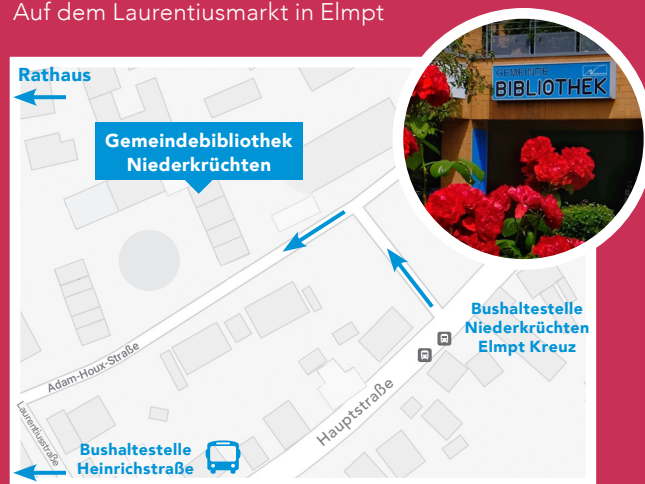 Auf dem Laurentiusmarkt in Elmpt
Rathaus
GEMEINDE
BIBLIOTHEK
Gemeindebibliothek
Niederkrüchten
Bushaltestelle
Niederkrüchten
Elmpt Kreuz
Adam-Houx-Straße
Hauptstraße
Laurentiusstraße
Bushaltestelle
Heinrichstraße